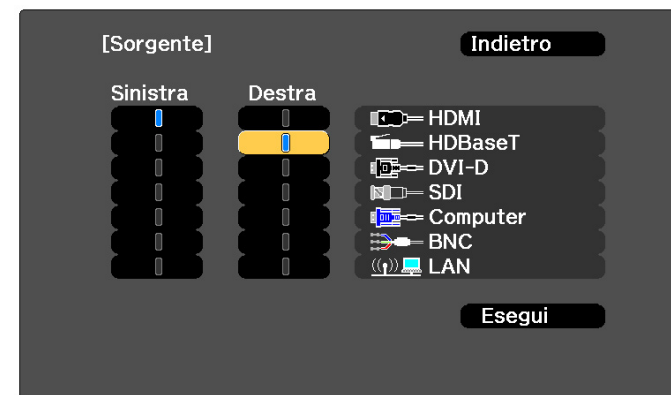 [Sorgente]
Indietro
Sinistra
Destra
HDMI
HDBaseT
DVI-D
SDI
Computer
BNC
LAN
Esegui